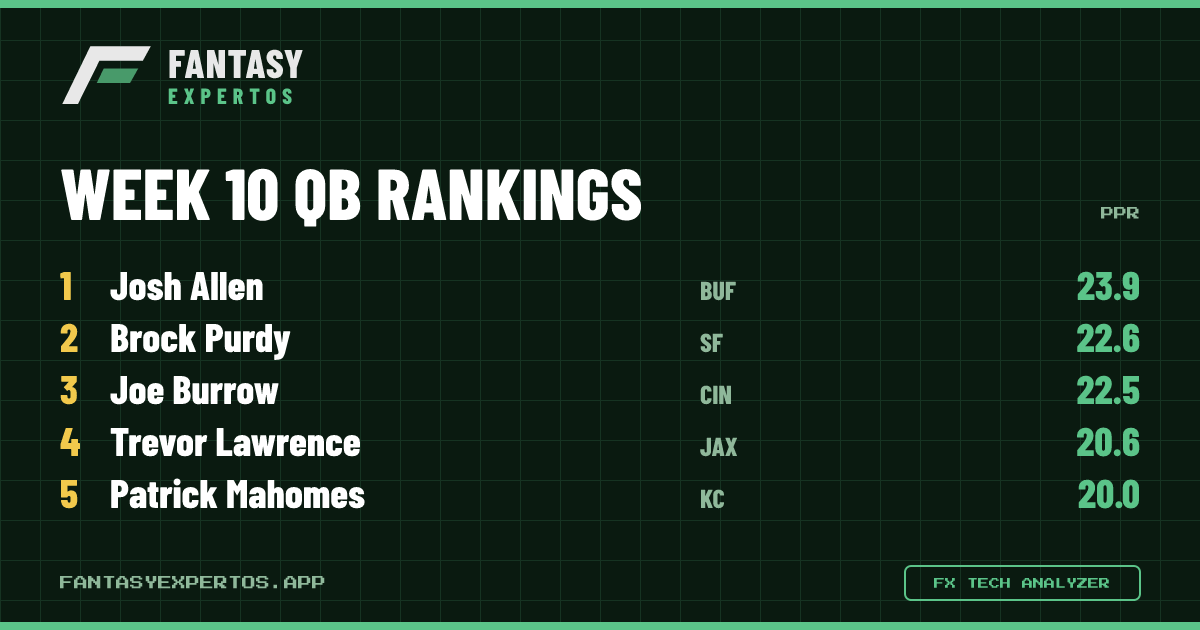 FANTASY
EXPERTOS
WEEK 10 QB RANKINGS
PPR
1 Josh Allen BUF 23.9
2 Brock Purdy SF 22.6
3 Joe Burrow CIN 22.5
4 Trevor Lawrence JAX 20.6
5 Patrick Mahomes KC 20.0
FANTASYEXPERTOS.APP
FX TECH ANALYZER